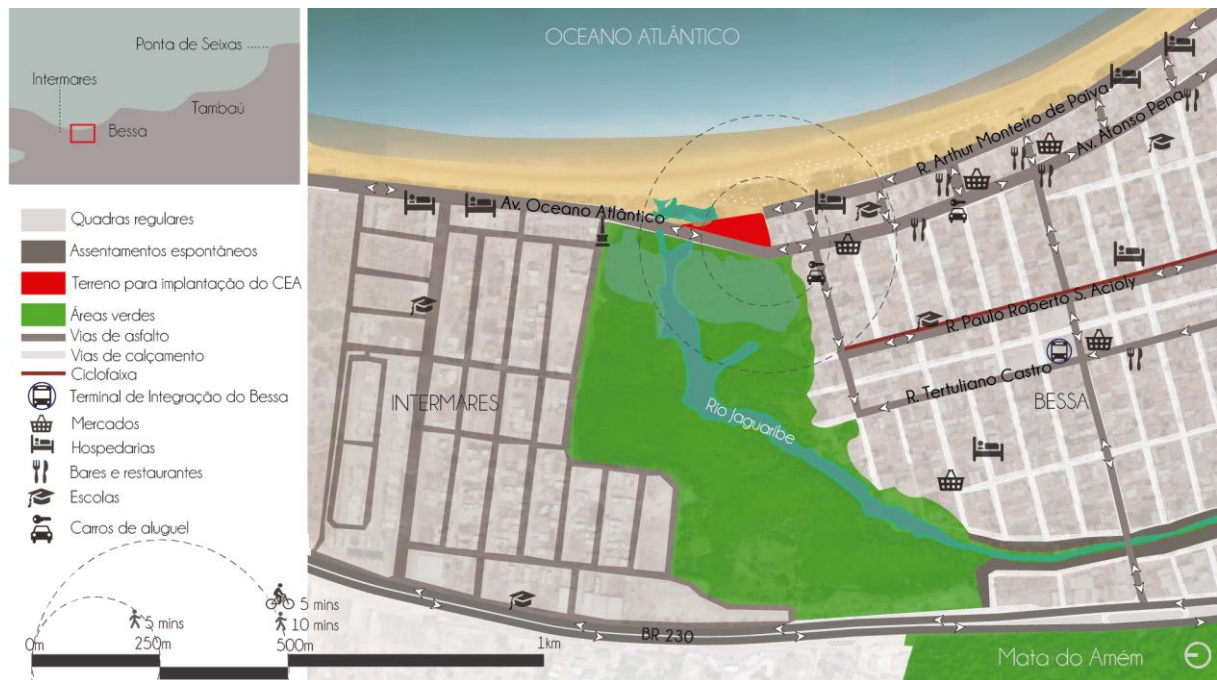 Ponta de Seixas
Intermares
Tambaú
Bessa
OCEANO ATLÂNTICO
R. Arthur Monteiro de Paiva
Av. Afonso Pena
Av. Oceano Atlântico
R. Paulo Roberto S. Acioly
R. Tertuliano Castro
INTERMARES
BESSA
Rio Jaguaribe
BR 230
Mata do Amém
Quadras regulares
Assentamentos espontâneos
Terreno para implantação do CEA
Áreas verdes
Vias de asfalto
Vias de calçamento
Ciclofaixa
Terminal de Integração do Bessa
Mercados
Hospedarias
Bares e restaurantes
Escolas
Carros de aluguel
5 mins
5 mins
10 mins
0m
250m
500m
1km